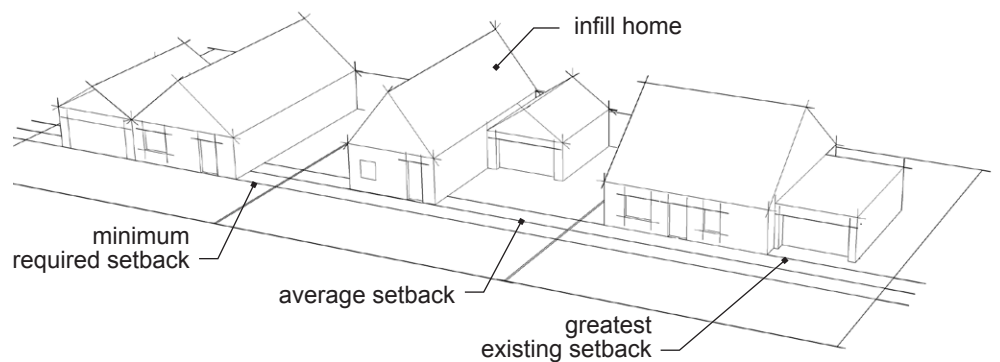 infill home
minimum
required setback
average setback
greatest
existing setback